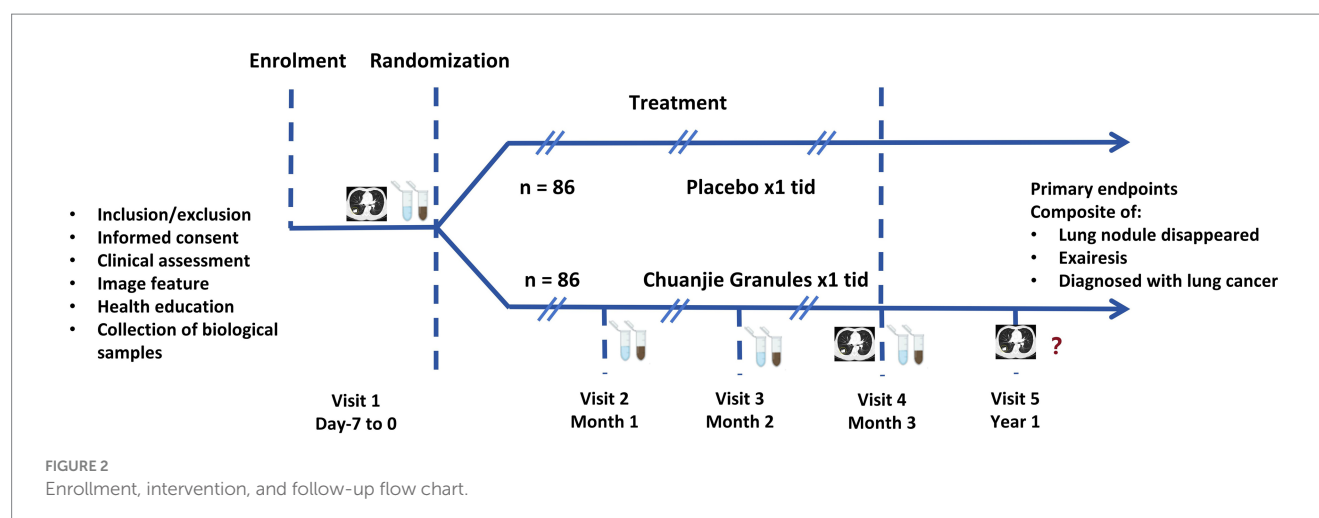 Enrolment Randomization
Treatment
n = 86 Placebo x1 tid
• Inclusion/exclusion
• Informed consent
• Clinical assessment
• Image feature
• Health education
• Collection of biological
samples
n = 86 Chuanjie Granules x1 tid
Primary endpoints
Composite of:
• Lung nodule disappeared
• Exairesis
• Diagnosed with lung cancer
?
Visit 1
Day-7 to 0
Visit 2
Month 1
Visit 3
Month 2
Visit 4
Month 3
Visit 5
Year 1
FIGURE 2
Enrollment, intervention, and follow-up flow chart.